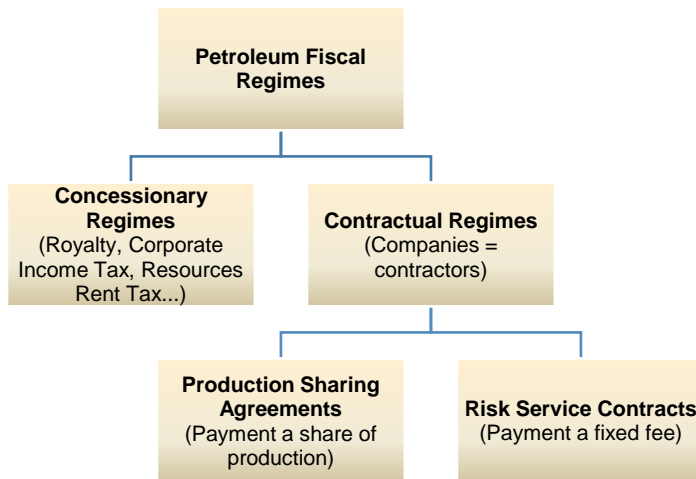 Petroleum Fiscal
Regimes
Concessionary
Regimes
(Royalty, Corporate
Income Tax, Resources
Rent Tax...)
Contractual Regimes
(Companies =
contractors)
Production Sharing
Agreements
(Payment a share of
production)
Risk Service Contracts
(Payment a fixed fee)